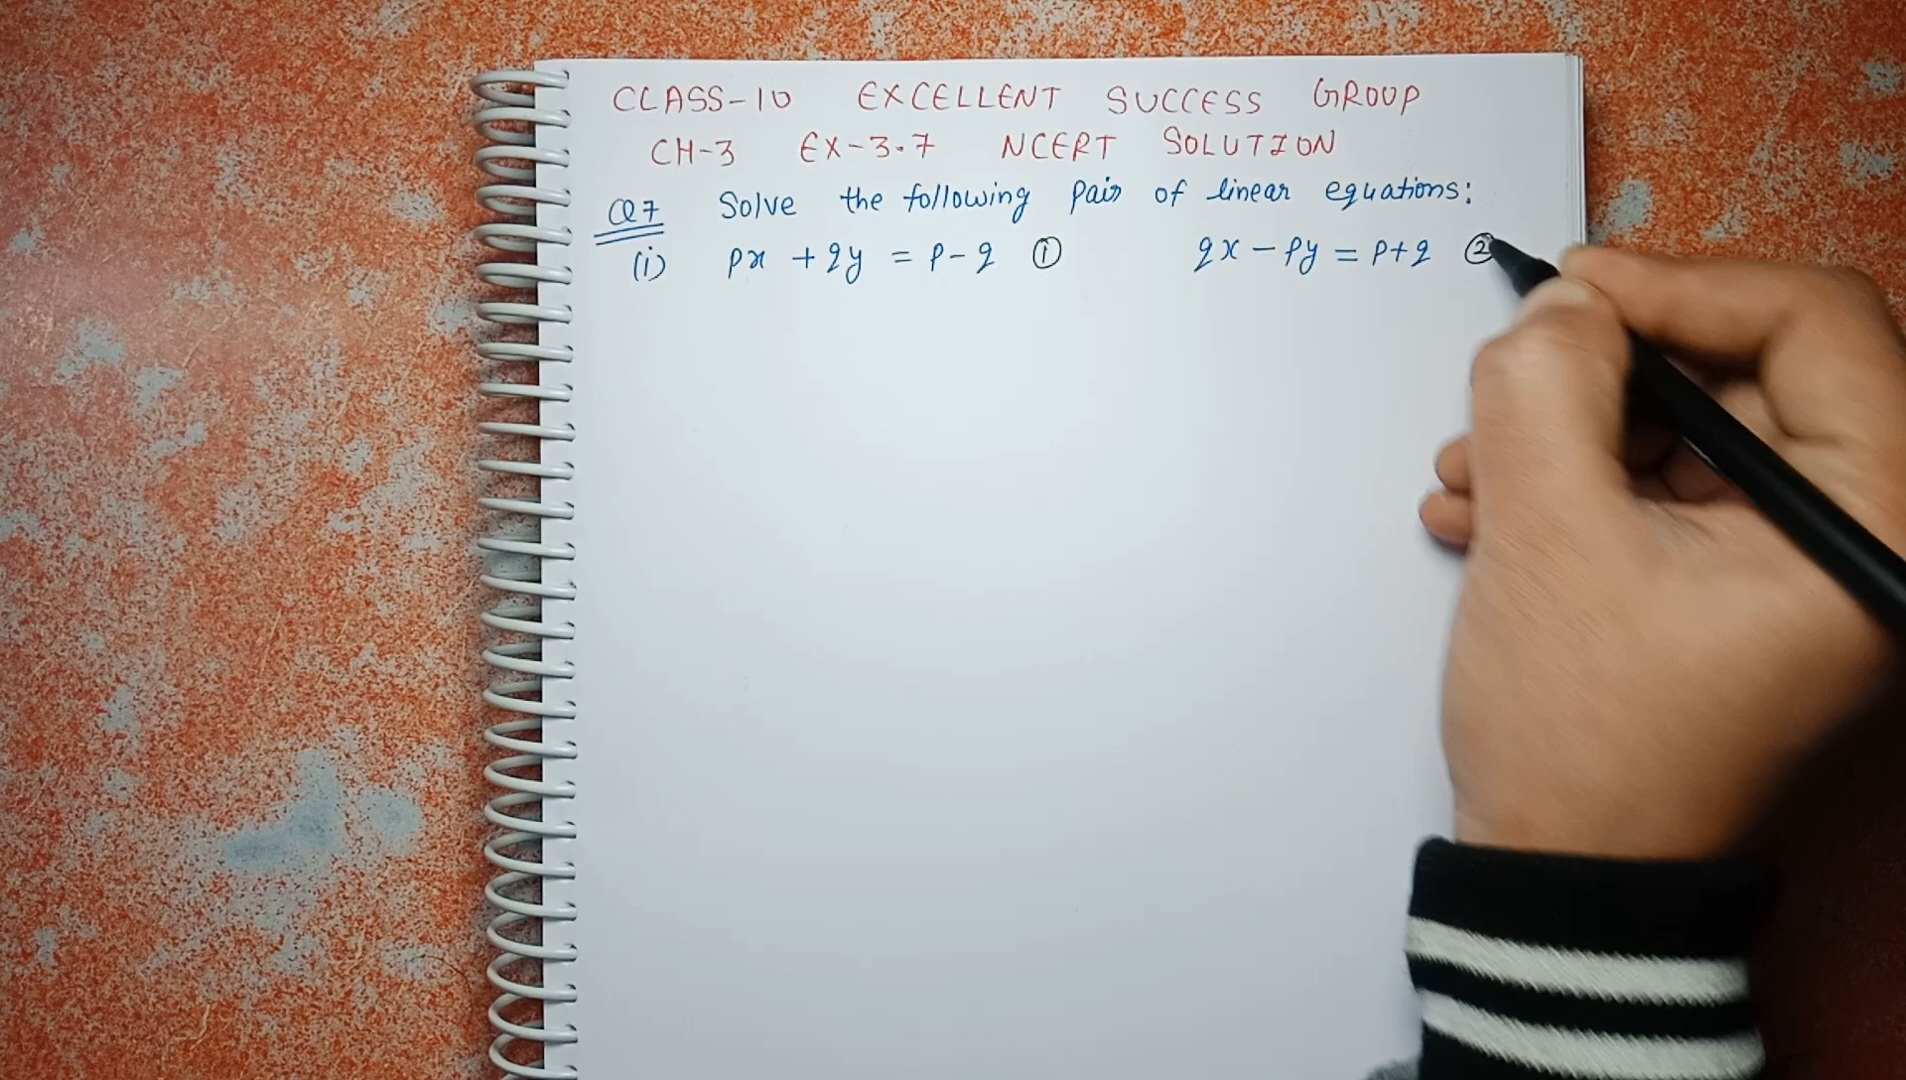 CLASS-10 EXCELLENT SUCCESS GROUP
CH-3 EX-3.7 NCERT SOLUTION
Q7 Solve the following pair of linear equations:
(i) px + qy = p - q ① qx - py = p + q ②